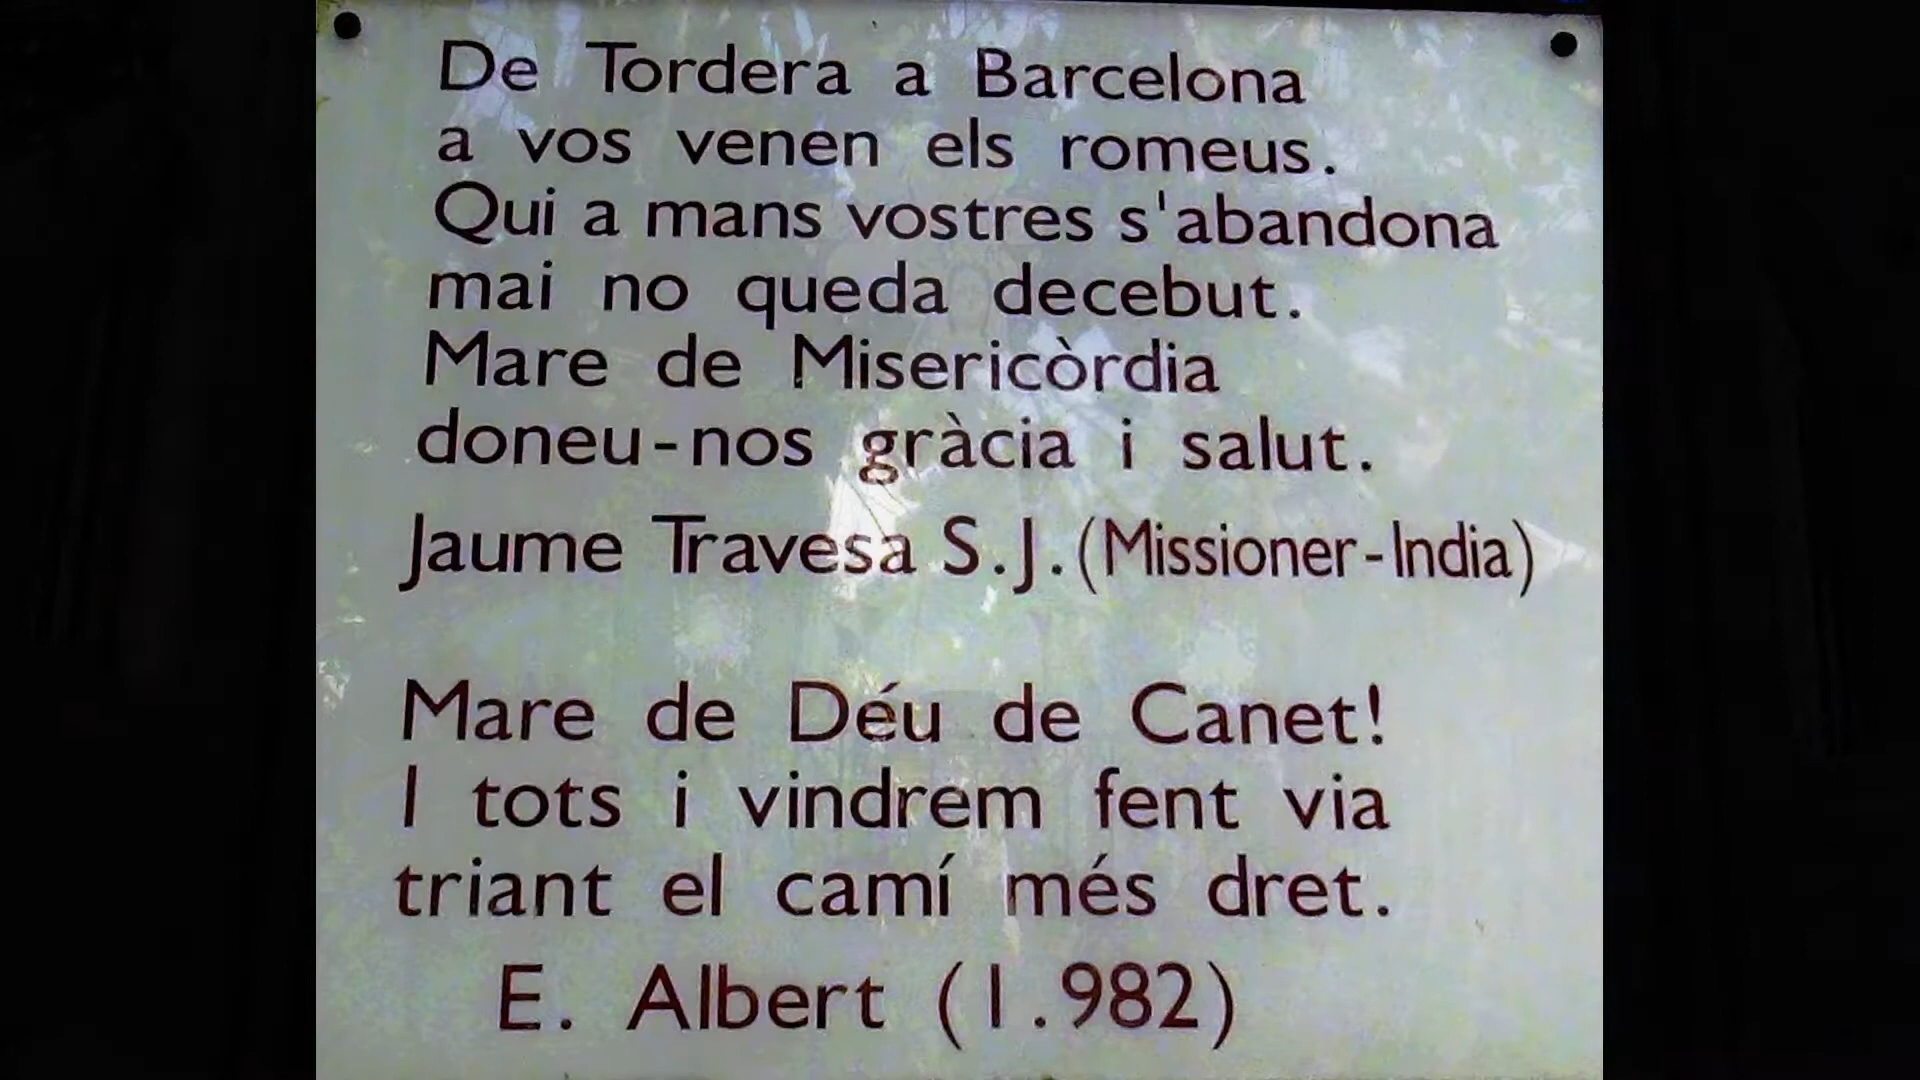 De Tordera a Barcelona
a vos venen els romeus.
Qui a mans vostres s'abandona
mai no queda decebut.
Mare de Misericòrdia
doneu-nos gràcia i salut.
Jaume Travesa S.J. (Missioner-India)
Mare de Déu de Canet!
I tots i vindrem fent via
triant el camí més dret.
E. Albert (1.982)